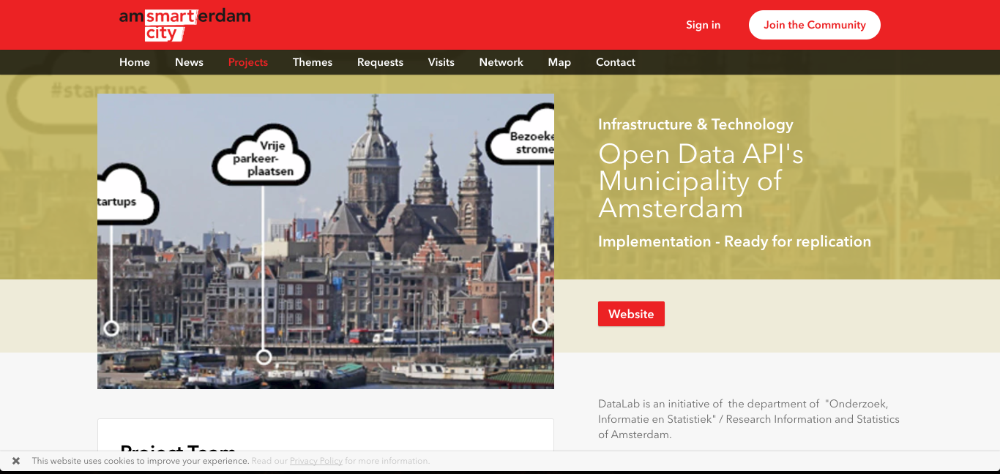 amsmarterdam
city
Sign in
Join the Community
Home
News
Projects
Themes
Requests
Visits
Network
Map
Contact
#startups
Vrije
parkeer-
plaatsen
Bezoeke
strome
tartups
Infrastructure & Technology
Open Data API's
Municipality of
Amsterdam
Implementation - Ready for replication
Website
DataLab is an initiative of the department of "Onderzoek,
Informatie en Statistiek" / Research Information and Statistics
of Amsterdam.
Project Team
This website uses cookies to improve your experience. Read our Privacy Policy for more information.